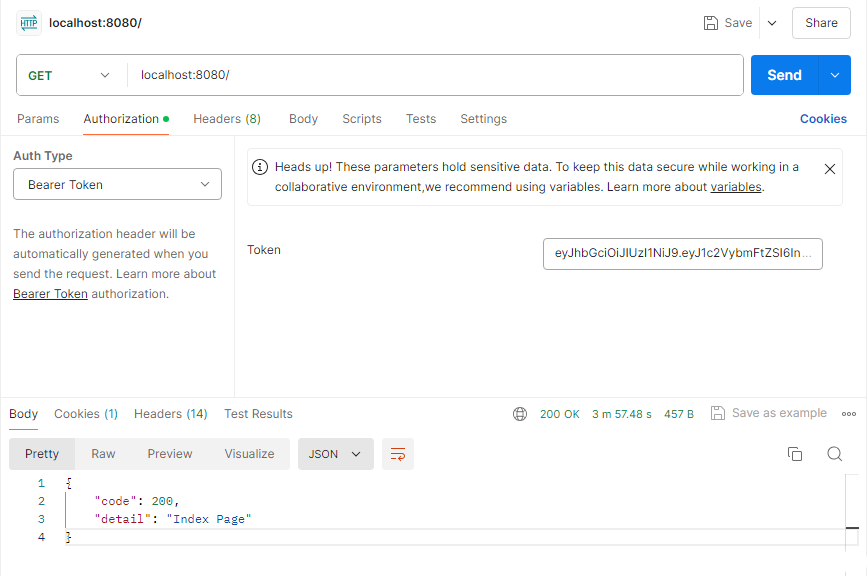 HTTP localhost:8080/ Save Share
GET localhost:8080/ Send
Params Authorization Headers (8) Body Scripts Tests Settings Cookies
Auth Type
Bearer Token
The authorization header will be
automatically generated when you
send the request. Learn more about
Bearer Token authorization.
Heads up! These parameters hold sensitive data. To keep this data secure while working in a
collaborative environment,we recommend using variables. Learn more about variables.
Token eyJhbGciOiJIUzI1NiJ9.eyJ1c2VybmFtZSI6In...
Body Cookies (1) Headers (14) Test Results 200 OK 3 m 57.48 s 457 B Save as example
Pretty Raw Preview Visualize JSON
1 {
2 "code": 200,
3 "detail": "Index Page"
4 }